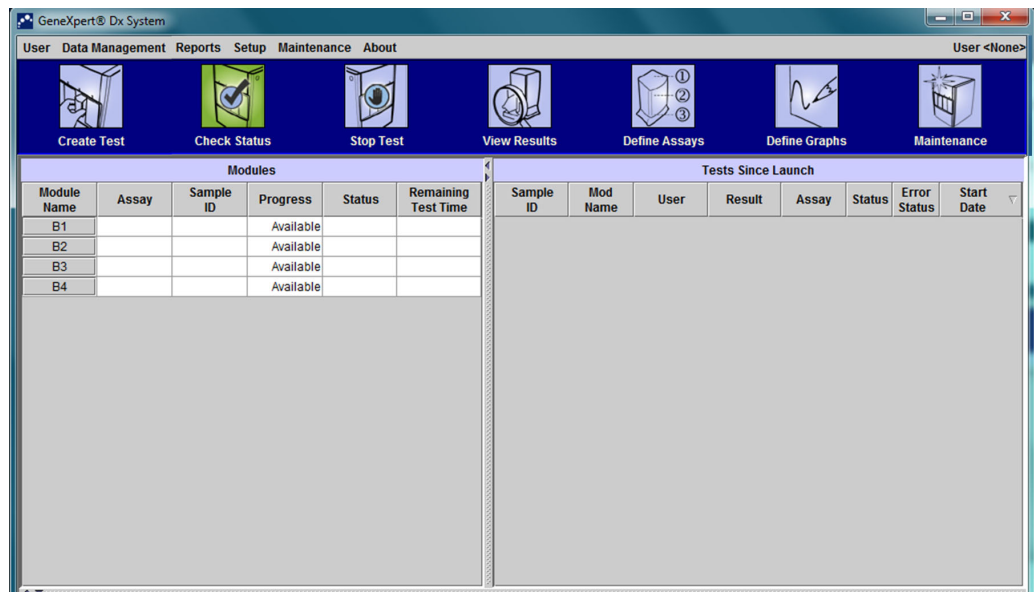 GeneXpert® Dx System
User Data Management Reports Setup Maintenance About User <None>
Create Test Check Status Stop Test View Results Define Assays Define Graphs Maintenance
① 
② 
③
Modules
Module Name Assay Sample ID Progress Status Remaining Test Time
B1 Available
B2 Available
B3 Available
B4 Available
Tests Since Launch
Sample ID Mod Name User Result Assay Status Error Status Start Date